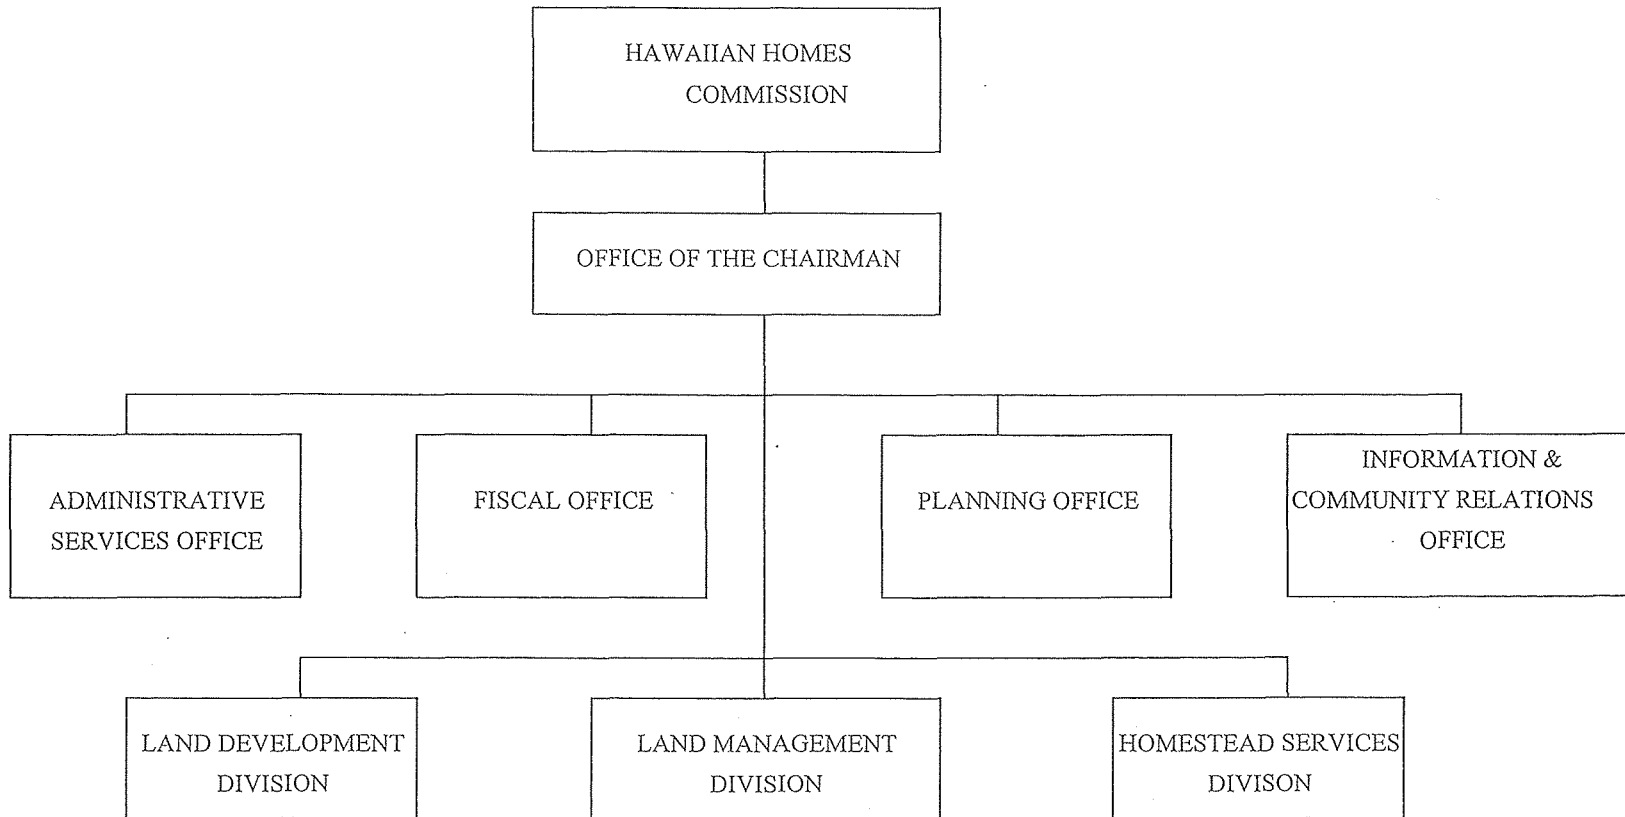 HAWAIIAN HOMES
COMMISSION
OFFICE OF THE CHAIRMAN
ADMINISTRATIVE
SERVICES OFFICE
FISCAL OFFICE
PLANNING OFFICE
INFORMATION &
COMMUNITY RELATIONS
OFFICE
LAND DEVELOPMENT
DIVISION
LAND MANAGEMENT
DIVISION
HOMESTEAD SERVICES
DIVISON